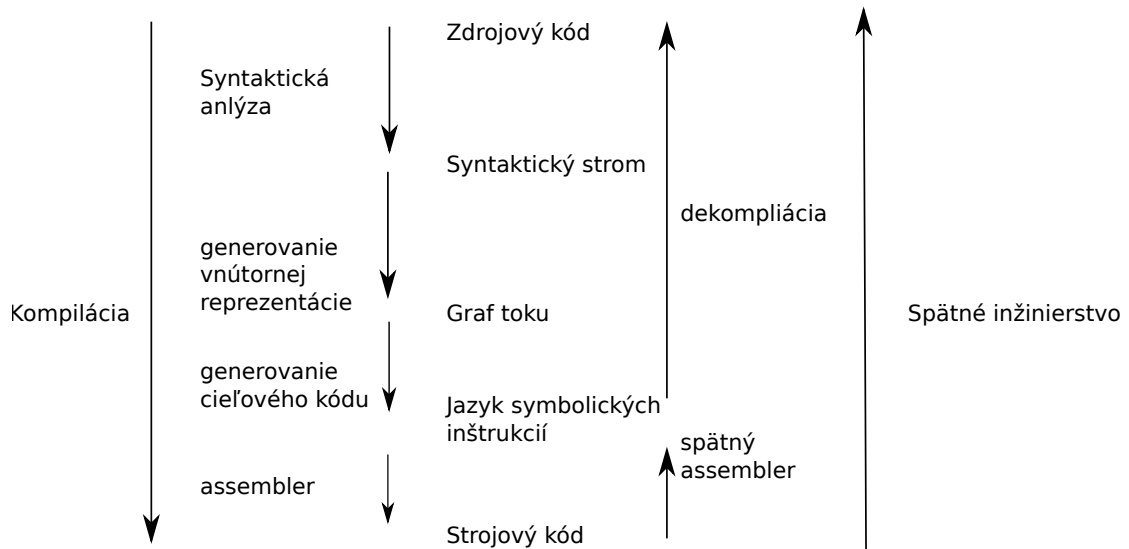 Zdrojový kód
Syntaktická
anlýza
Syntaktický strom
dekompliácia
generovanie
vnútornej
reprezentácie
Kompilácia
Graf toku
Spätné inžinierstvo
generovanie
cieľového kódu
Jazyk symbolických
inštrukcií
spätný
assembler
assembler
Strojový kód